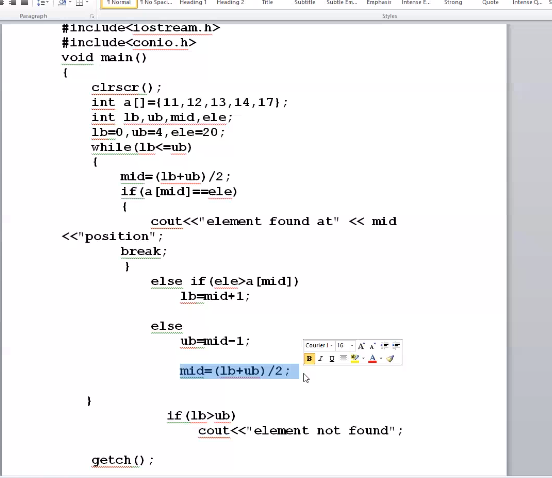 Normal
No Spaci...
Heading 1
Heading 2
Title
Subtitle
Subtle Em...
Emphasis
Intense E...
Strong
Quote
Intense Q...
Paragraph
Styles
#include<iostream.h>
#include<conio.h>
void main()
{
clrscr();
int a[]={11,12,13,14,17};
int lb,ub,mid,ele;
lb=0,ub=4,ele=20;
while(lb<=ub)
{
mid=(lb+ub)/2;
if(a[mid]==ele)
{
cout<<"element found at" << mid
<<"position";
break;
}
else if(ele>a[mid])
lb=mid+1;
else
ub=mid-1;
Courier I 16 A A
B I
mid=(lb+ub)/2;
}
if(lb>ub)
cout<<"element not found";
getch();